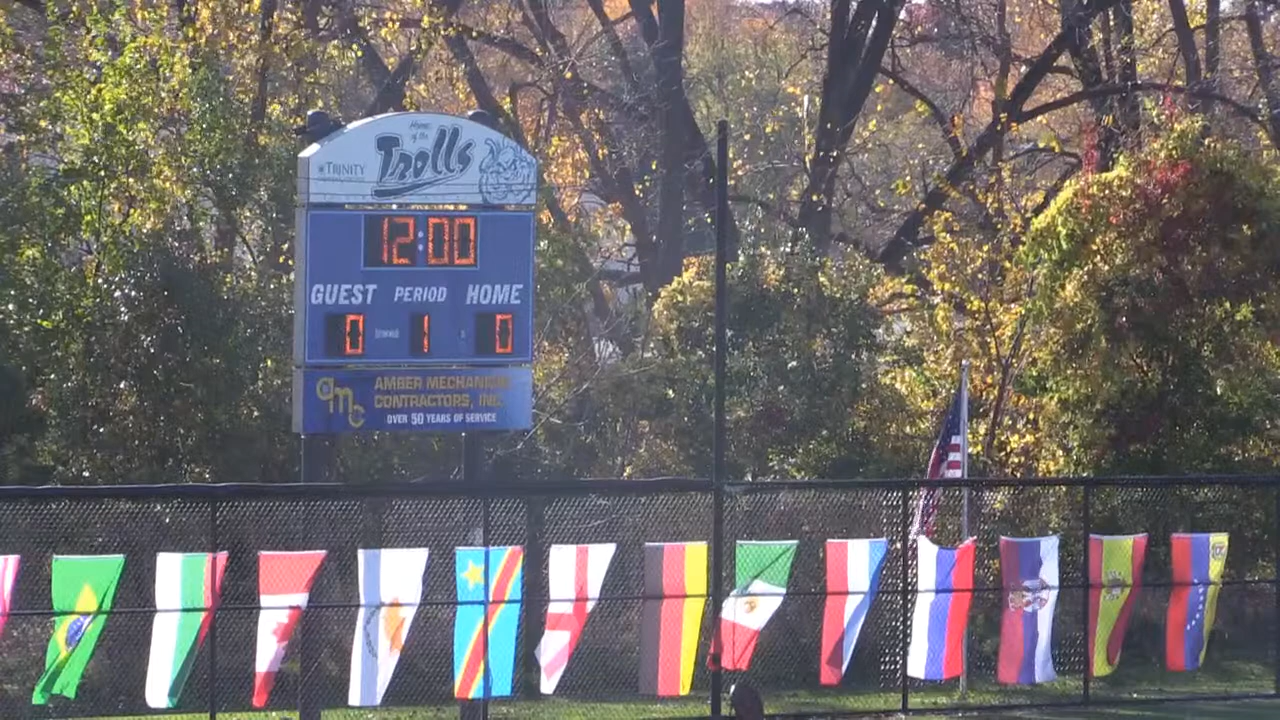 Home
of the
Trolls
TRINITY
12:00
GUEST PERIOD HOME
0 1 0
amc
AMBER MECHANICAL
CONTRACTORS, INC.
OVER 50 YEARS OF SERVICE